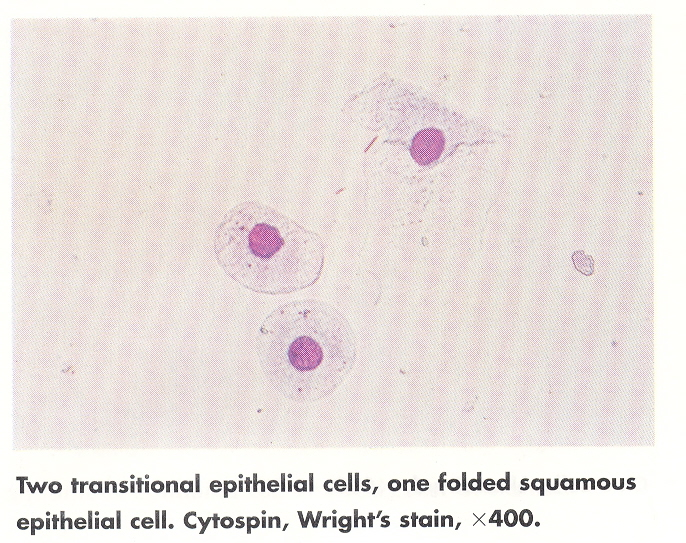 Two transitional epithelial cells, one folded squamous
epithelial cell. Cytospin, Wright's stain, ×400.